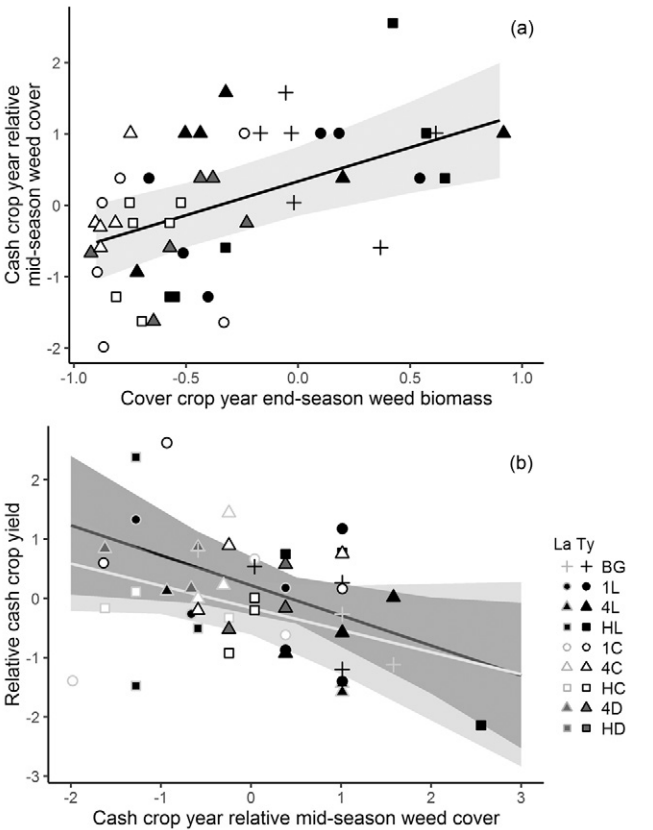 (a)
Cash crop year relative
mid-season weed cover
2
1
0
-1
-2
-1.0 -0.5 0.0 0.5 1.0
Cover crop year end-season weed biomass
(b)
Relative cash crop yield
2
1
0
-1
-2
-3
-2 -1 0 1 2 3
Cash crop year relative mid-season weed cover
La Ty
BG
1L
4L
HL
1C
4C
HC
4D
HD